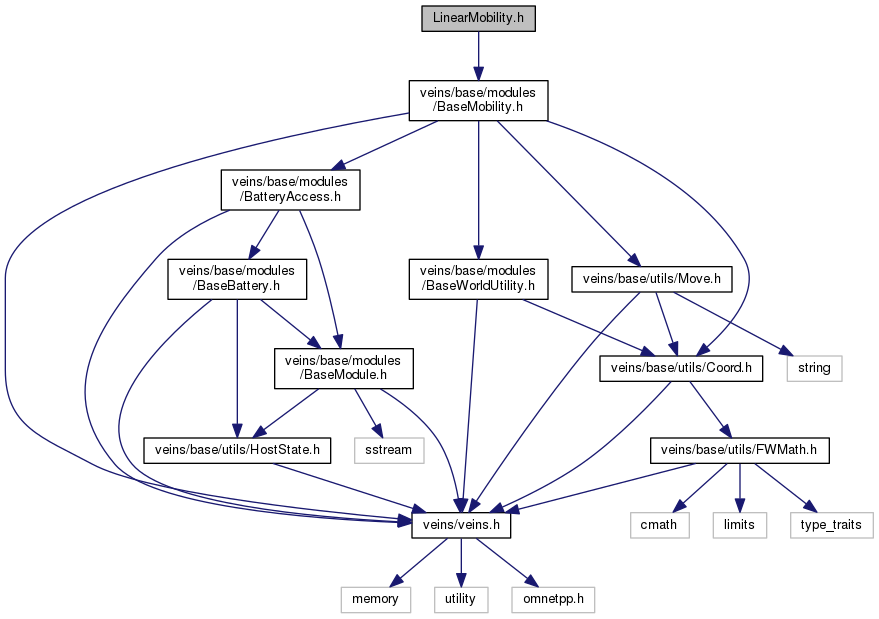 LinearMobility.h
veins/base/modules
/BaseMobility.h
veins/base/modules
/BatteryAccess.h
veins/base/modules
/BaseBattery.h
veins/base/modules
/BaseWorldUtility.h
veins/base/utils/Move.h
veins/base/modules
/BaseModule.h
veins/base/utils/Coord.h
string
veins/base/utils/HostState.h
sstream
veins/base/utils/FWMath.h
veins/veins.h
cmath
limits
type_traits
memory
utility
omnetpp.h